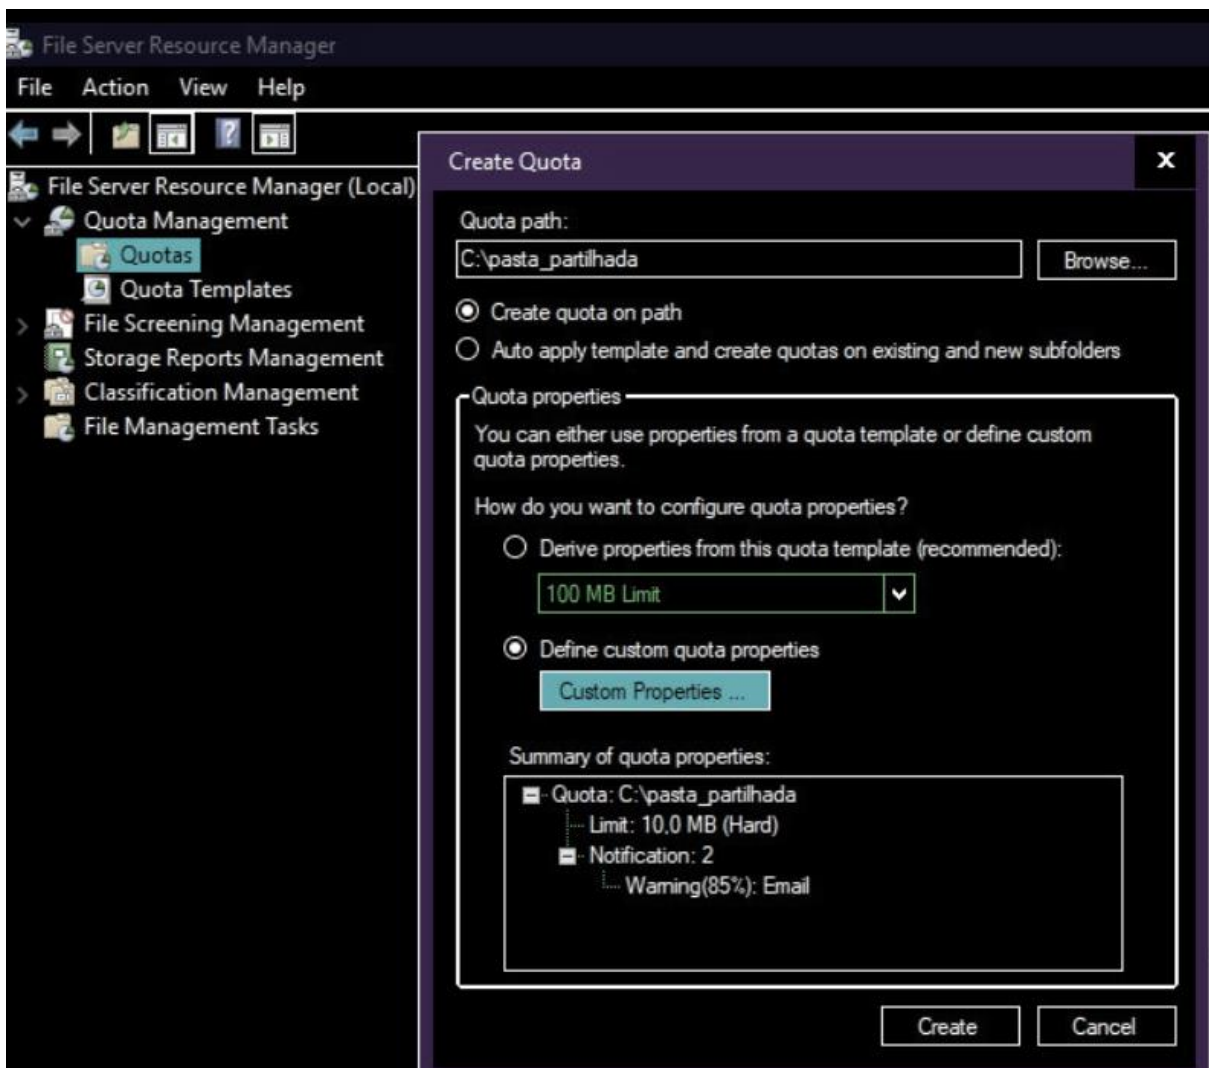 File Server Resource Manager
File Action View Help
File Server Resource Manager (Local)
Quota Management
Quotas
Quota Templates
File Screening Management
Storage Reports Management
Classification Management
File Management Tasks
Create Quota
x
Quota path:
C:\pasta_partilhada
Browse...
Create quota on path
Auto apply template and create quotas on existing and new subfolders
Quota properties
You can either use properties from a quota template or define custom
quota properties.
How do you want to configure quota properties?
Derive properties from this quota template (recommended):
100 MB Limit
Define custom quota properties
Custom Properties ...
Summary of quota properties:
Quota: C:\pasta_partilhada
Limit: 10,0 MB (Hard)
Notification: 2
Warning(85%): Email
Create Cancel